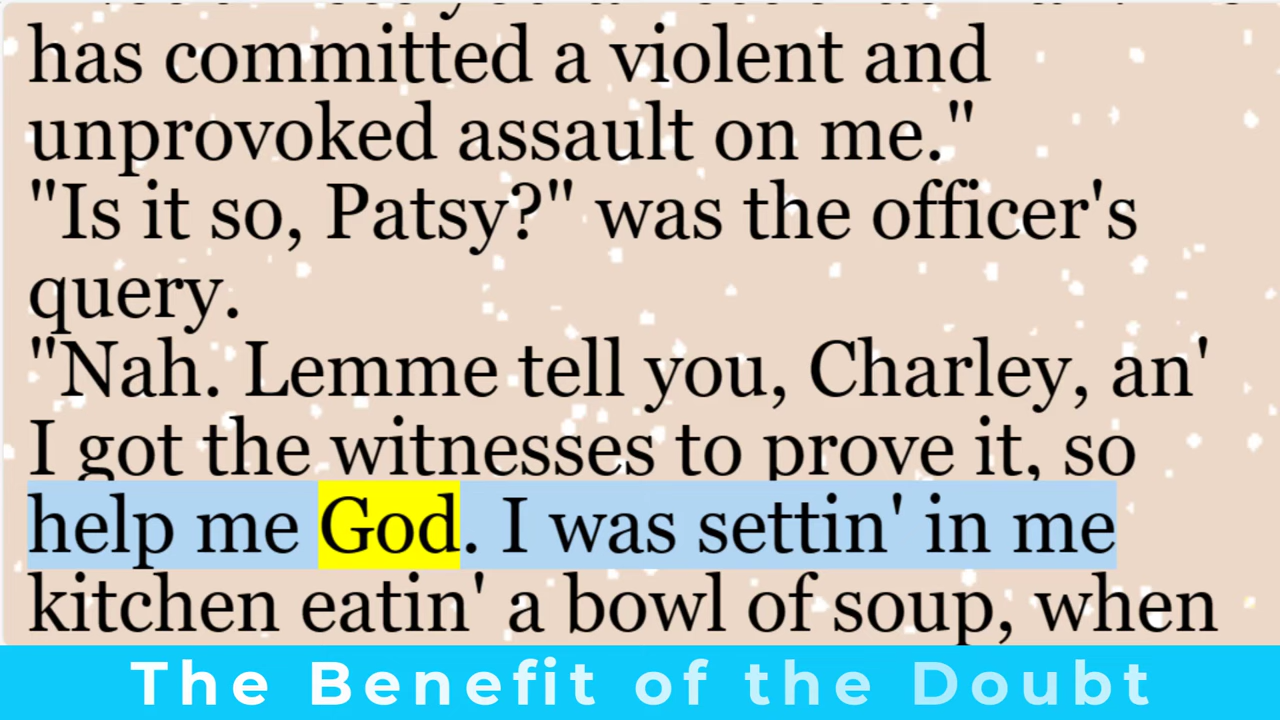 has committed a violent and
unprovoked assault on me."
"Is it so, Patsy?" was the officer's
query.
"Nah. Lemme tell you, Charley, an'
I got the witnesses to prove it, so
help me God. I was settin' in me
kitchen eatin' a bowl of soup, when
The Benefit of the Doubt